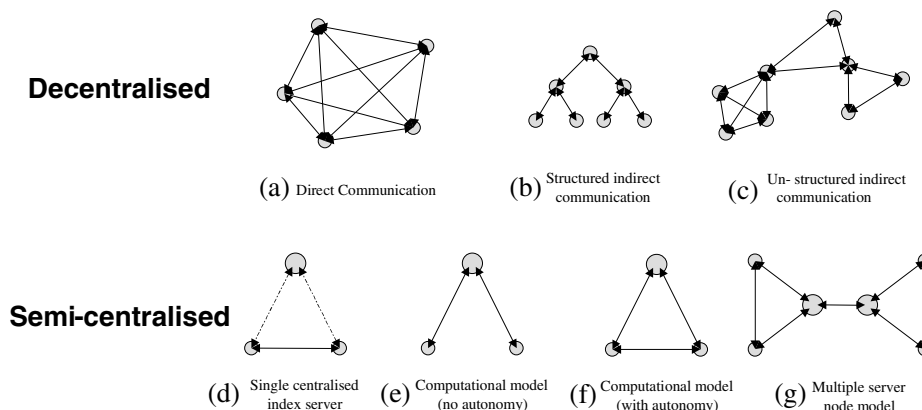 Decentralised
(a) Direct Communication
(b) Structured indirect
communication
(c) Un- structured indirect
communication
Semi-centralised
(d) Single centralised
index server
(e) Computational model
(no autonomy)
(f) Computational model
(with autonomy)
(g) Multiple server
node model